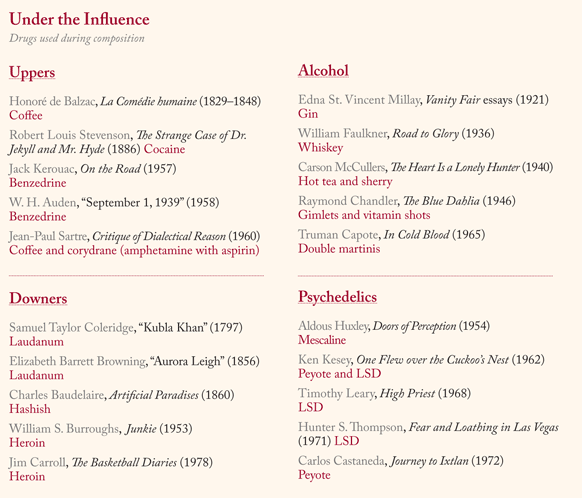 Under the Influence
Drugs used during composition
Uppers
Honoré de Balzac, La Comédie humaine (1829–1848)
Coffee
Robert Louis Stevenson, The Strange Case of Dr.
Jekyll and Mr. Hyde (1886) Cocaine
Jack Kerouac, On the Road (1957)
Benzedrine
W. H. Auden, “September 1, 1939” (1958)
Benzedrine
Jean-Paul Sartre, Critique of Dialectical Reason (1960)
Coffee and corydrane (amphetamine with aspirin)
Downers
Samuel Taylor Coleridge, “Kubla Khan” (1797)
Laudanum
Elizabeth Barrett Browning, “Aurora Leigh” (1856)
Laudanum
Charles Baudelaire, Artificial Paradises (1860)
Hashish
William S. Burroughs, Junkie (1953)
Heroin
Jim Carroll, The Basketball Diaries (1978)
Heroin
Alcohol
Edna St. Vincent Millay, Vanity Fair essays (1921)
Gin
William Faulkner, Road to Glory (1936)
Whiskey
Carson McCullers, The Heart Is a Lonely Hunter (1940)
Hot tea and sherry
Raymond Chandler, The Blue Dahlia (1946)
Gimlets and vitamin shots
Truman Capote, In Cold Blood (1965)
Double martinis
Psychedelics
Aldous Huxley, Doors of Perception (1954)
Mescaline
Ken Kesey, One Flew over the Cuckoo’s Nest (1962)
Peyote and LSD
Timothy Leary, High Priest (1968)
LSD
Hunter S. Thompson, Fear and Loathing in Las Vegas
(1971) LSD
Carlos Castaneda, Journey to Ixtlan (1972)
Peyote